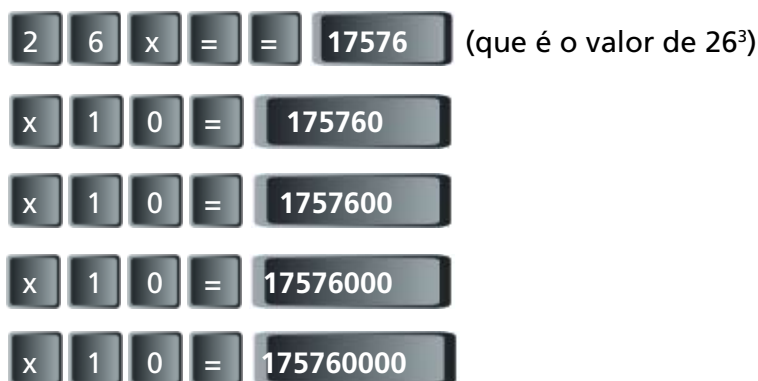 2 6 x = = 17576 (que é o valor de 26³)
x 1 0 = 175760
x 1 0 = 1757600
x 1 0 = 17576000
x 1 0 = 175760000